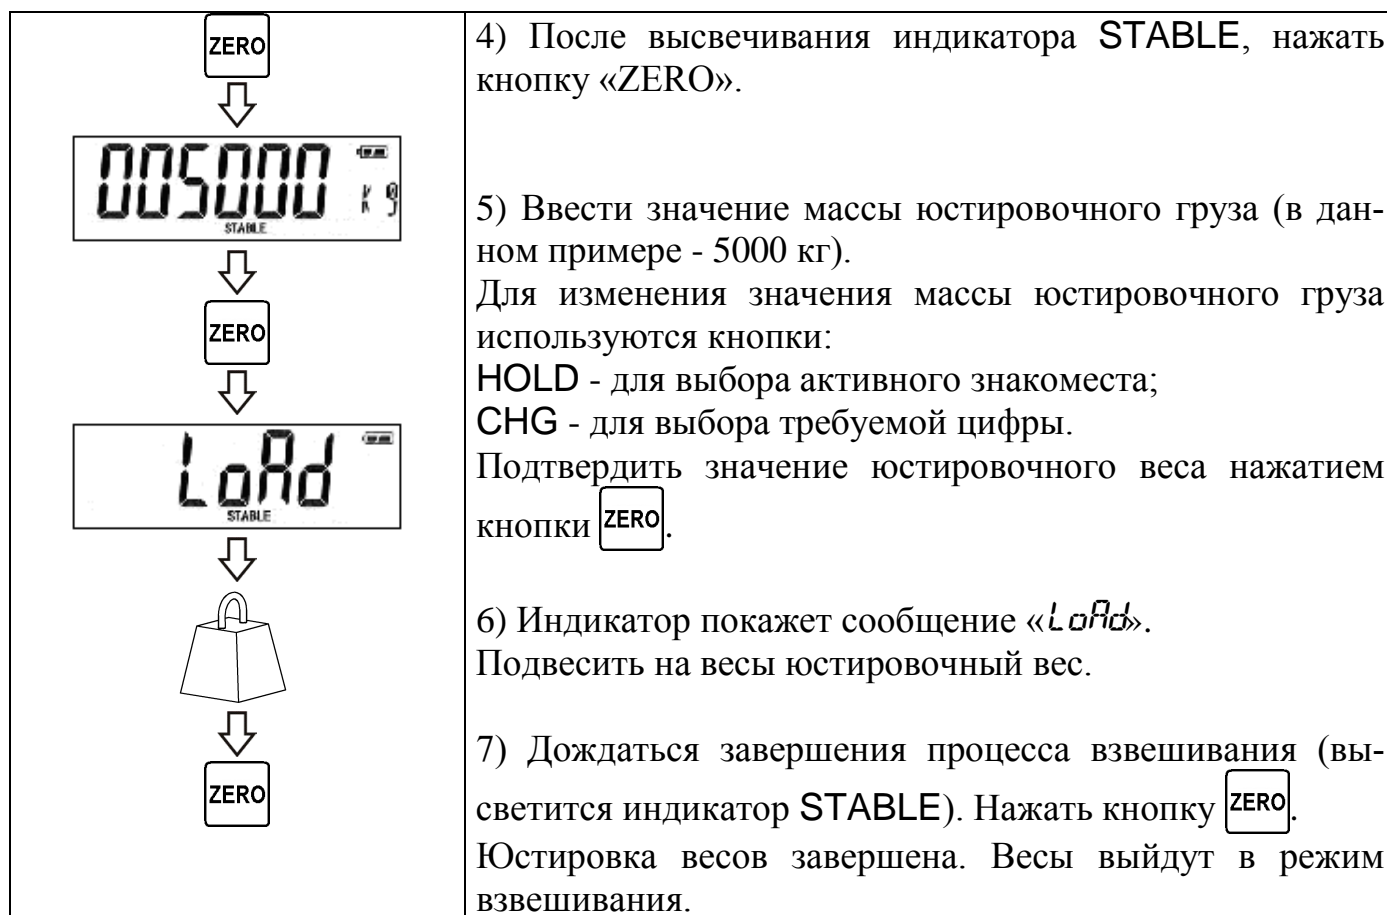 ZERO
005000
kg
STABLE
ZERO
LoAd
STABLE
ZERO
4) После высвечивания индикатора STABLE, нажать
кнопку «ZERO».
5) Ввести значение массы юстировочного груза (в дан-
ном примере - 5000 кг).
Для изменения значения массы юстировочного груза
используются кнопки:
HOLD - для выбора активного знакоместа;
CHG - для выбора требуемой цифры.
Подтвердить значение юстировочного веса нажатием
кнопки ZERO.
6) Индикатор покажет сообщение «LoAd».
Подвесить на весы юстировочный вес.
7) Дождаться завершения процесса взвешивания (вы-
светится индикатор STABLE). Нажать кнопку ZERO.
Юстировка весов завершена. Весы выйдут в режим
взвешивания.